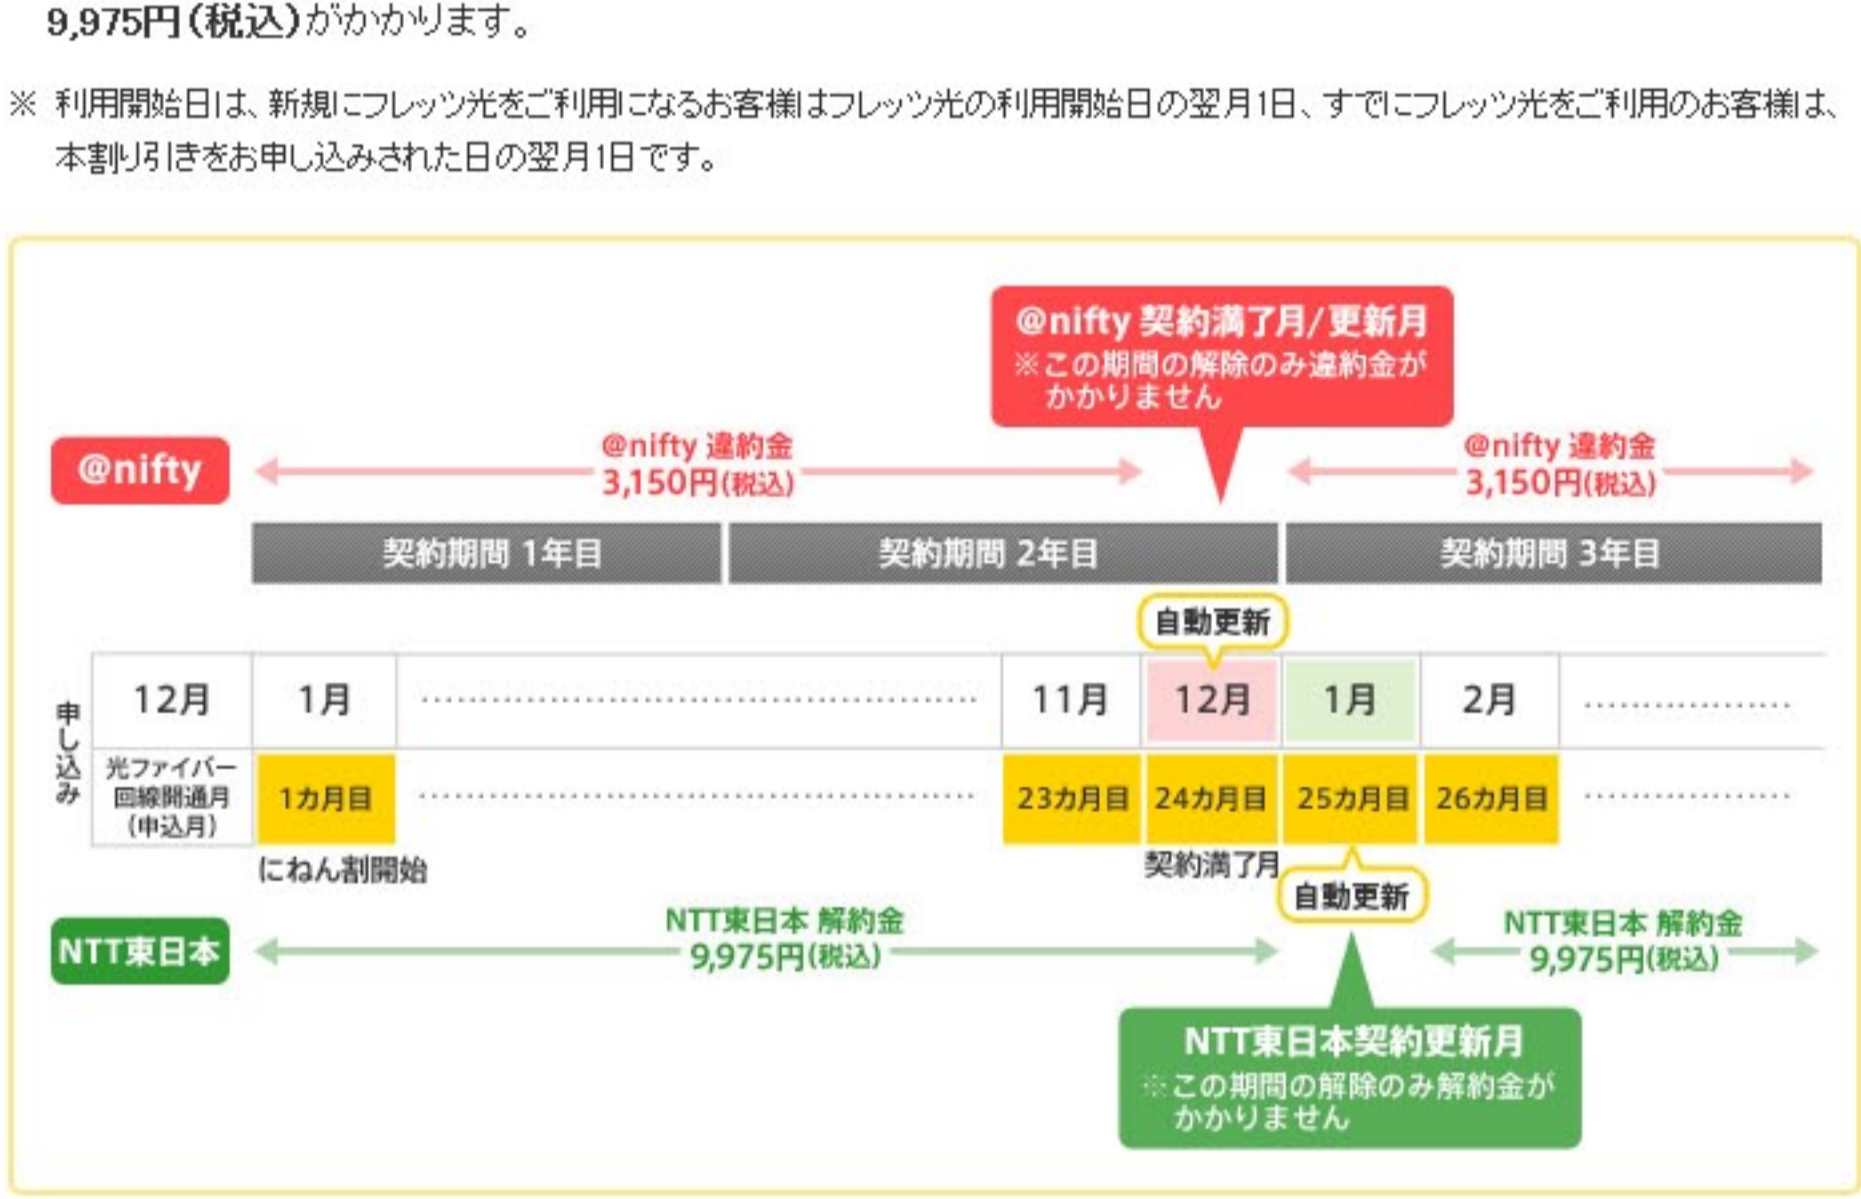 9,975円(税込)がかかります。
※ 利用開始日は、新規にフレッツ光をご利用になるお客様はフレッツ光の利用開始日の翌月1日、すでにフレッツ光をご利用のお客様は、
本割り引きをお申し込みされた日の翌月1日です。
@nifty 契約満了月/更新月
※この期間の解除のみ違約金が
かかりません
@nifty
@nifty 違約金
3,150円(税込)
@nifty 違約金
3,150円(税込)
契約期間 1年目
契約期間 2年目
契約期間 3年目
自動更新
申し込み
12月
1月
11月
12月
1月
2月
光ファイバー
回線開通月
(申込月)
1カ月目
23カ月目
24カ月目
25カ月目
26カ月目
にねん割開始
契約満了月
自動更新
NTT東日本
NTT東日本 解約金
9,975円(税込)
NTT東日本 解約金
9,975円(税込)
NTT東日本契約更新月
※この期間の解除のみ解約金が
かかりません